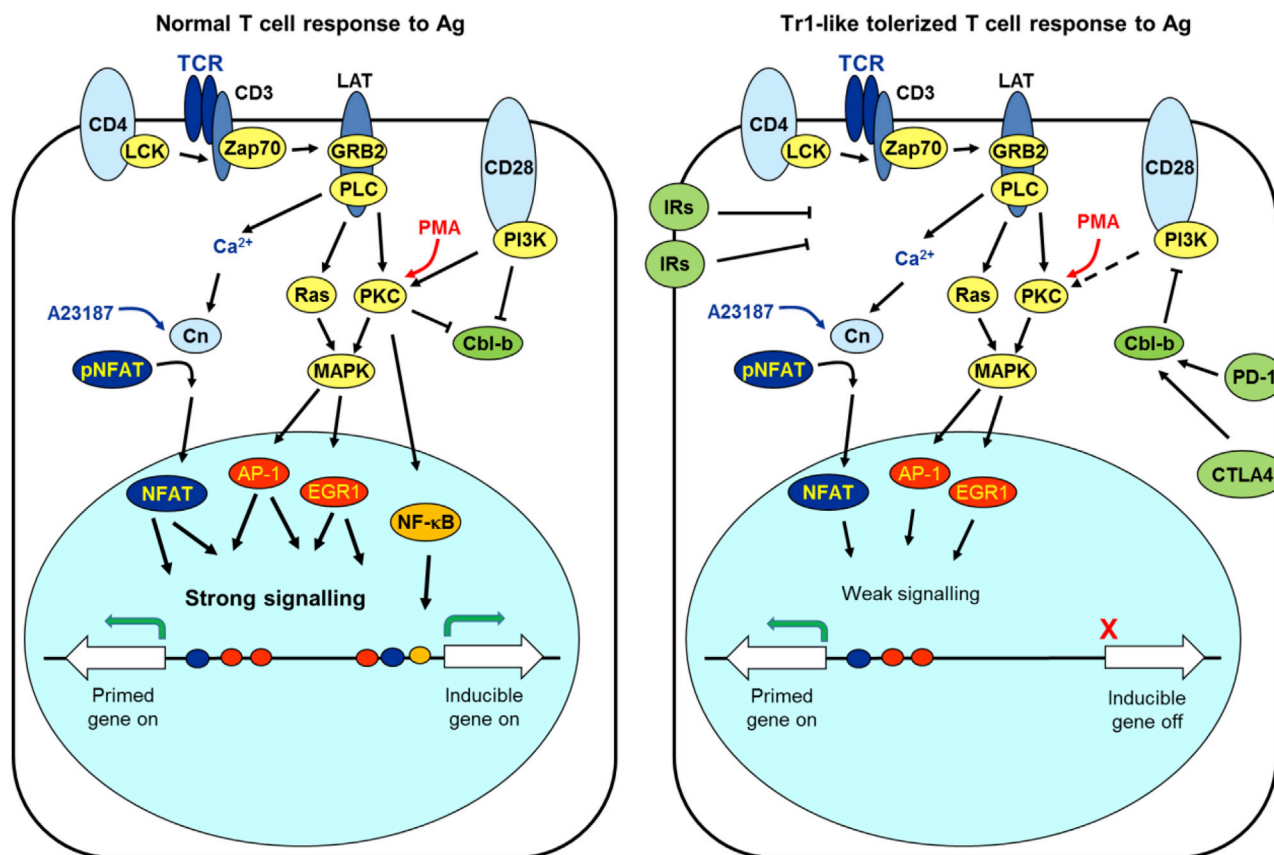 Normal T cell response to Ag
TCR
LAT
CD3
CD4
LCK
Zap70
GRB2
CD28
PLC
PMA
PI3K
Ca2+
Ras
PKC
A23187
Cn
Cbl-b
pNFAT
MAPK
AP-1
NFAT
EGR1
NF-κB
Strong signalling
Primed
gene on
Inducible
gene on
Tr1-like tolerized T cell response to Ag
TCR
LAT
CD3
CD4
LCK
Zap70
GRB2
CD28
PLC
IRs
PMA
PI3K
IRs
Ca2+
Ras
PKC
A23187
Cn
Cbl-b
pNFAT
MAPK
PD-1
AP-1
CTLA4
NFAT
EGR1
Weak signalling
X
Primed
gene on
Inducible
gene off